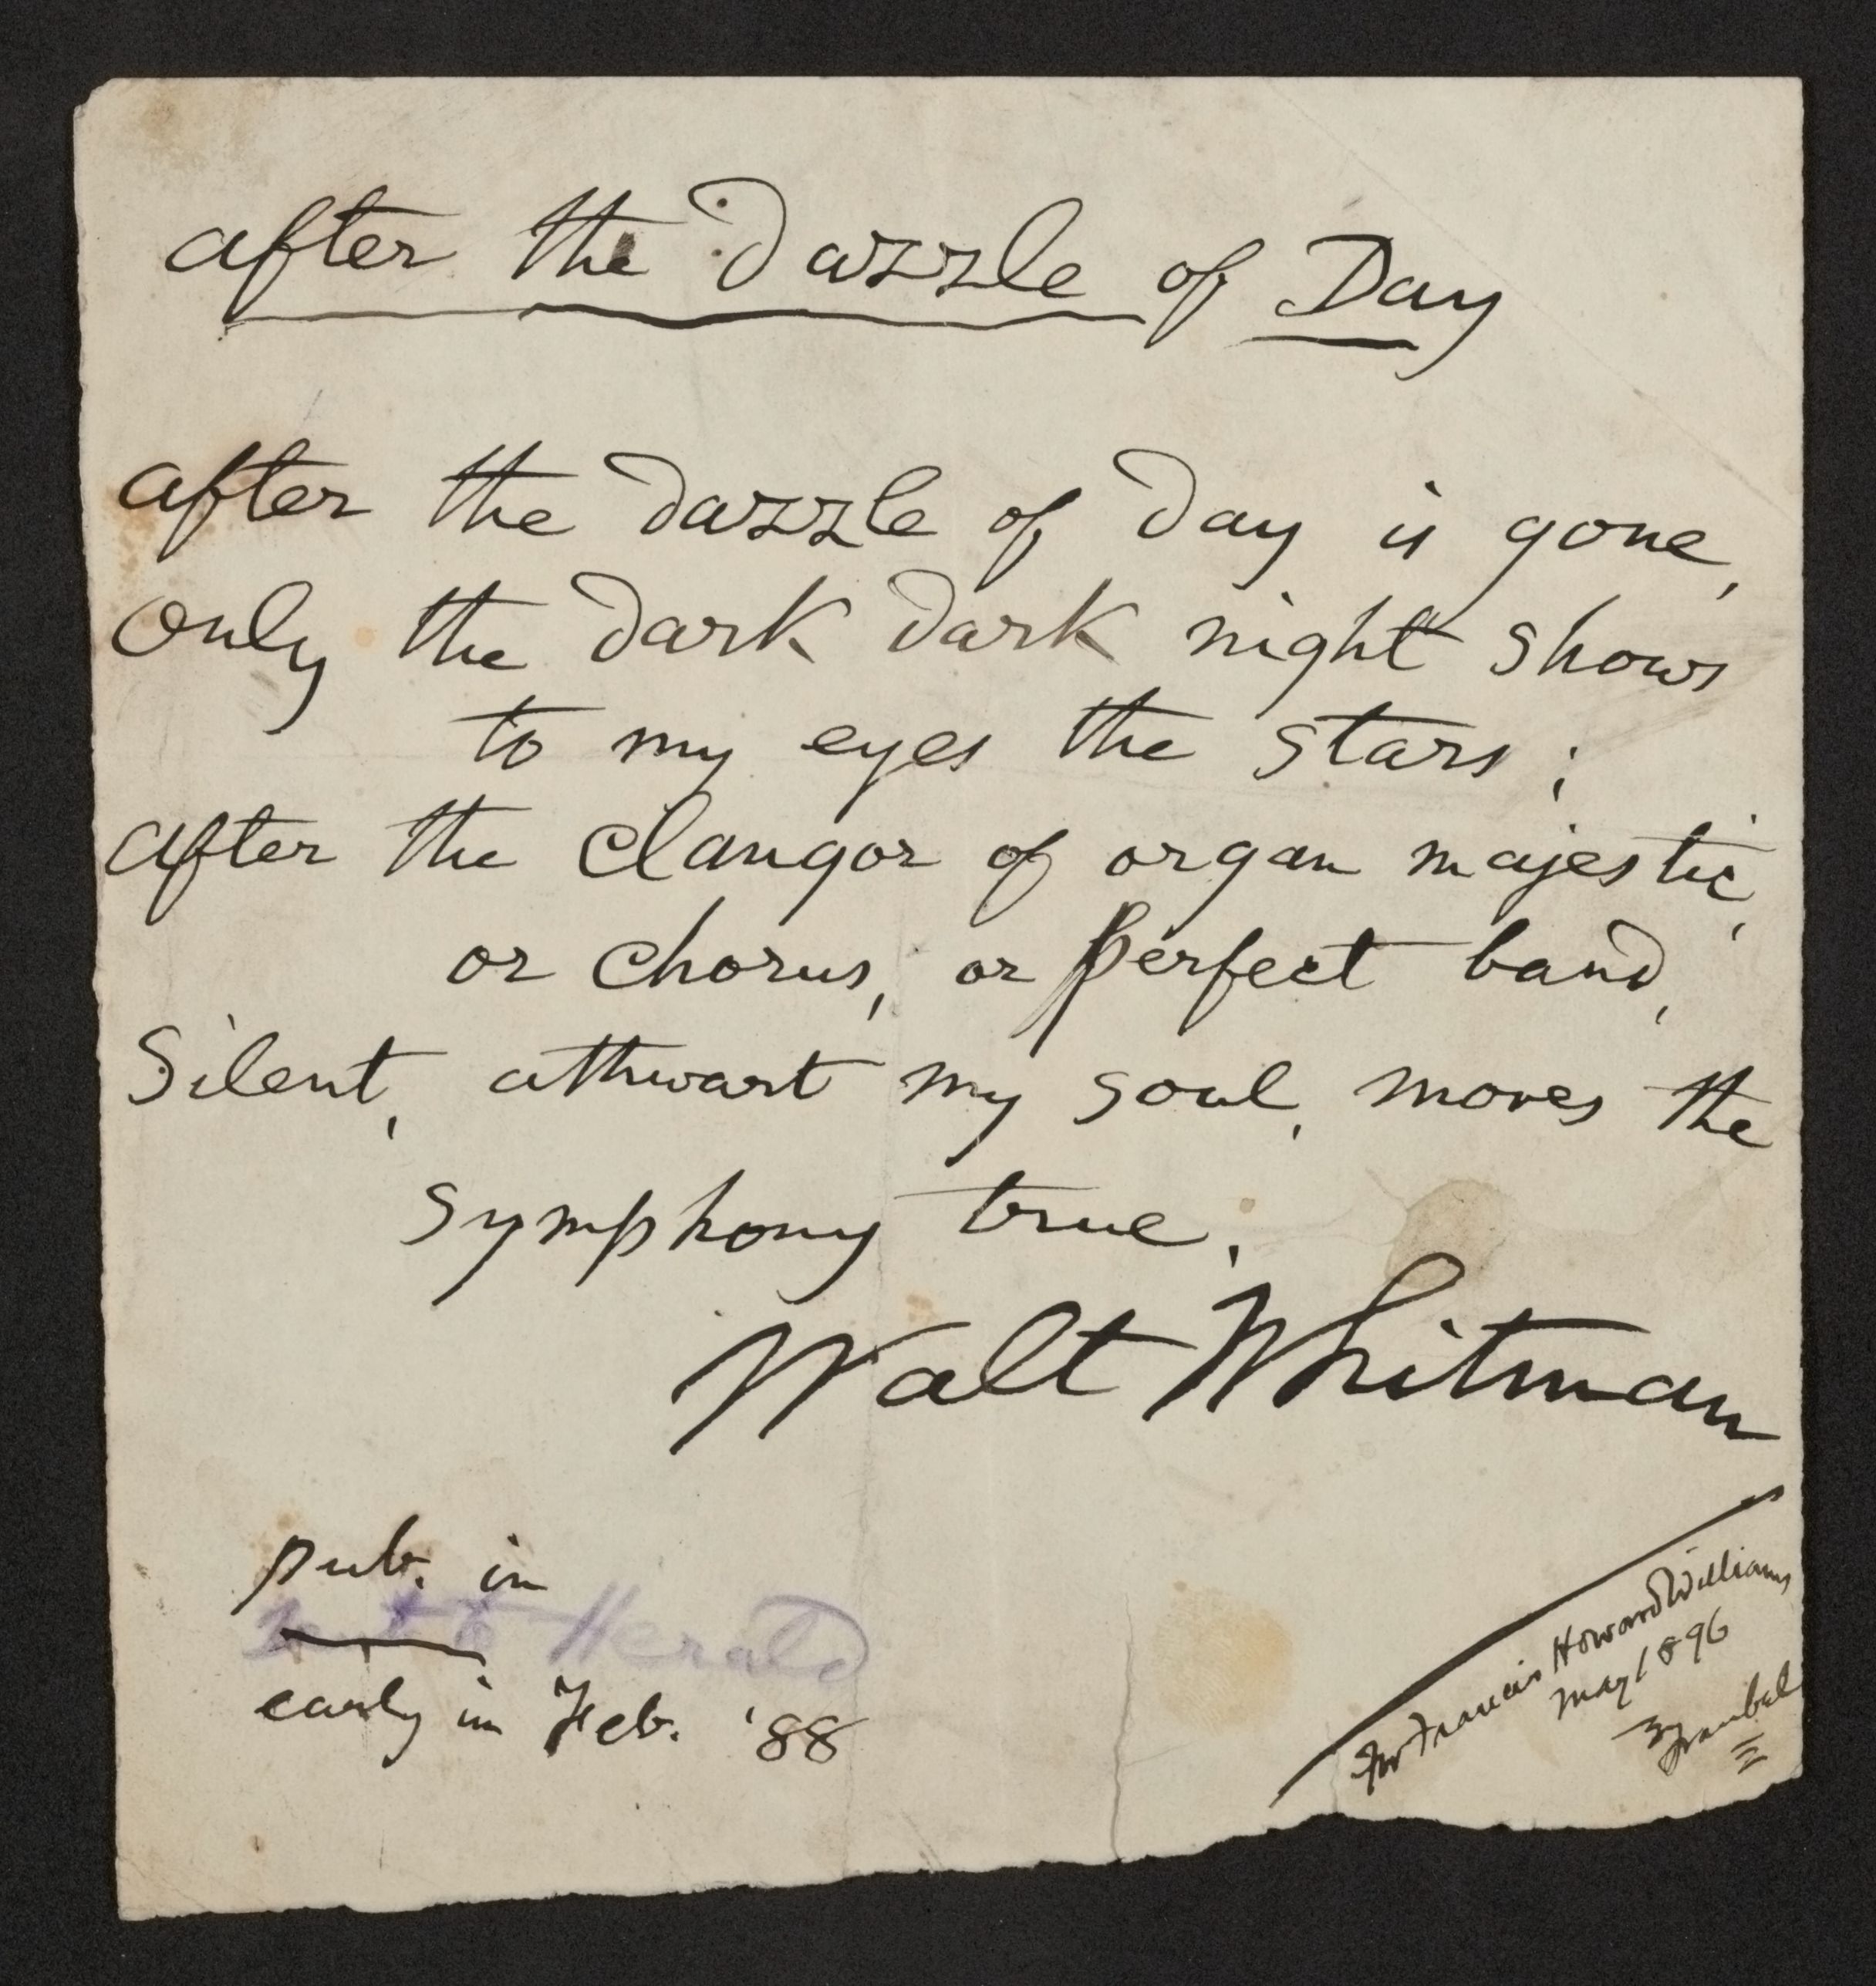 after the Dazzle of Day
after the dazzle of day is gone,
Only the dark dark night shows
to my eyes the stars;
After the clangor of organ majestic,
or chorus, or perfect band,
Silent, athwart my soul, moves the
symphony true.
Walt Whitman
pub. in
sent to Herald
early in Feb. '88
For Francis Howard Williams
May 1896
Traubel